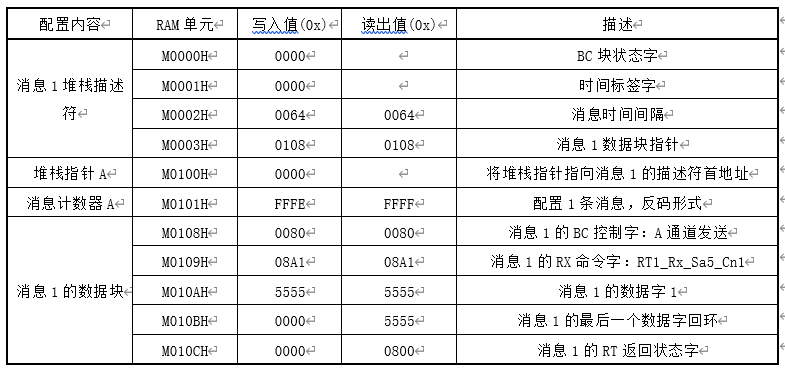 配置内容 RAM 单元 写入值(0x) 读出值(0x) 描述
消息 1 堆栈描述符 M0000H 0000 BC 块状态字
M0001H 0000 时间标签字
M0002H 0064 0064 消息时间间隔
M0003H 0108 0108 消息 1 数据块指针
堆栈指针 A M0100H 0000 将堆栈指针指向消息 1 的描述符首地址
消息计数器 A M0101H FFFE FFFF 配置 1 条消息，反码形式
消息 1 的数据块 M0108H 0080 0080 消息 1 的 BC 控制字：A 通道发送
M0109H 08A1 08A1 消息 1 的 RX 命令字：RT1_Rx_Sa5_Cn1
M010AH 5555 5555 消息 1 的数据字 1
M010BH 0000 5555 消息 1 的最后一个数据字回环
M010CH 0000 0800 消息 1 的 RT 返回状态字